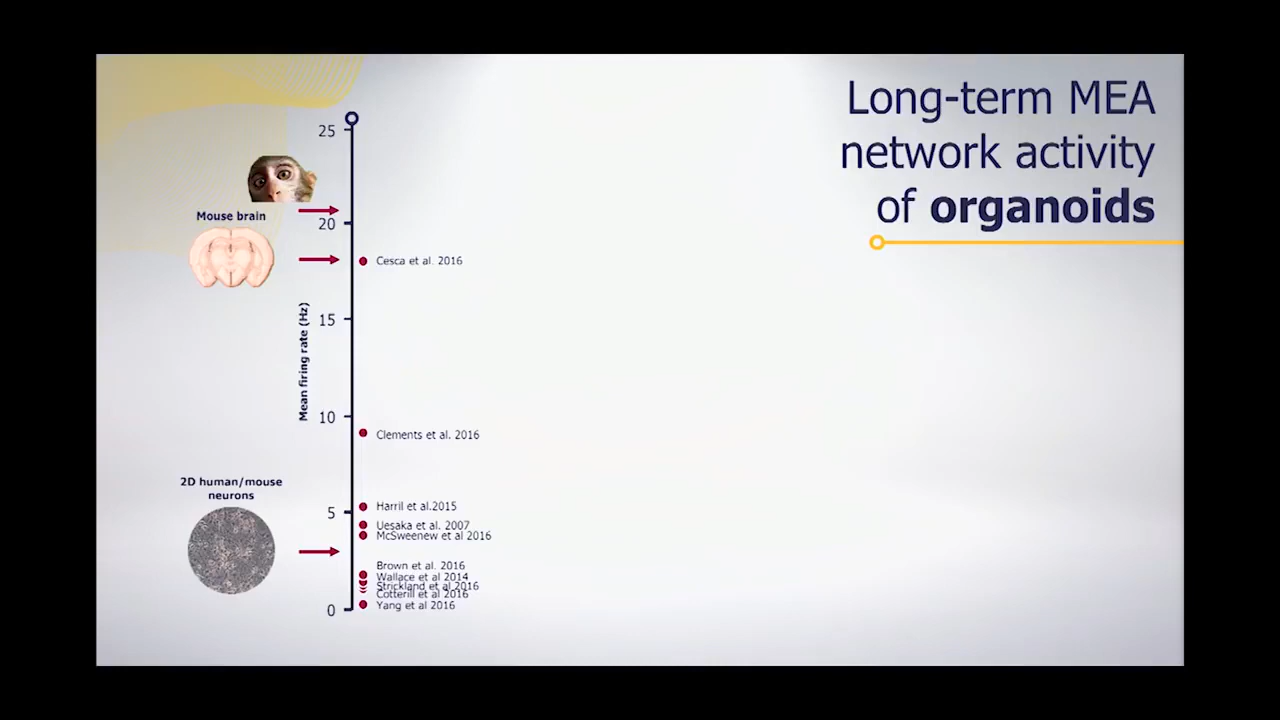 Long-term MEA
network activity
of organoids
25
20
15
10
5
0
Mean firing rate (Hz)
Mouse brain
2D human/mouse
neurons
Cesca et al. 2016
Clements et al. 2016
Harril et al.2015
Uesaka et al. 2007
McSweenew et al 2016
Brown et al. 2016
Wallace et al 2014
Strickland et al 2016
Cotterill et al 2016
Yang et al 2016